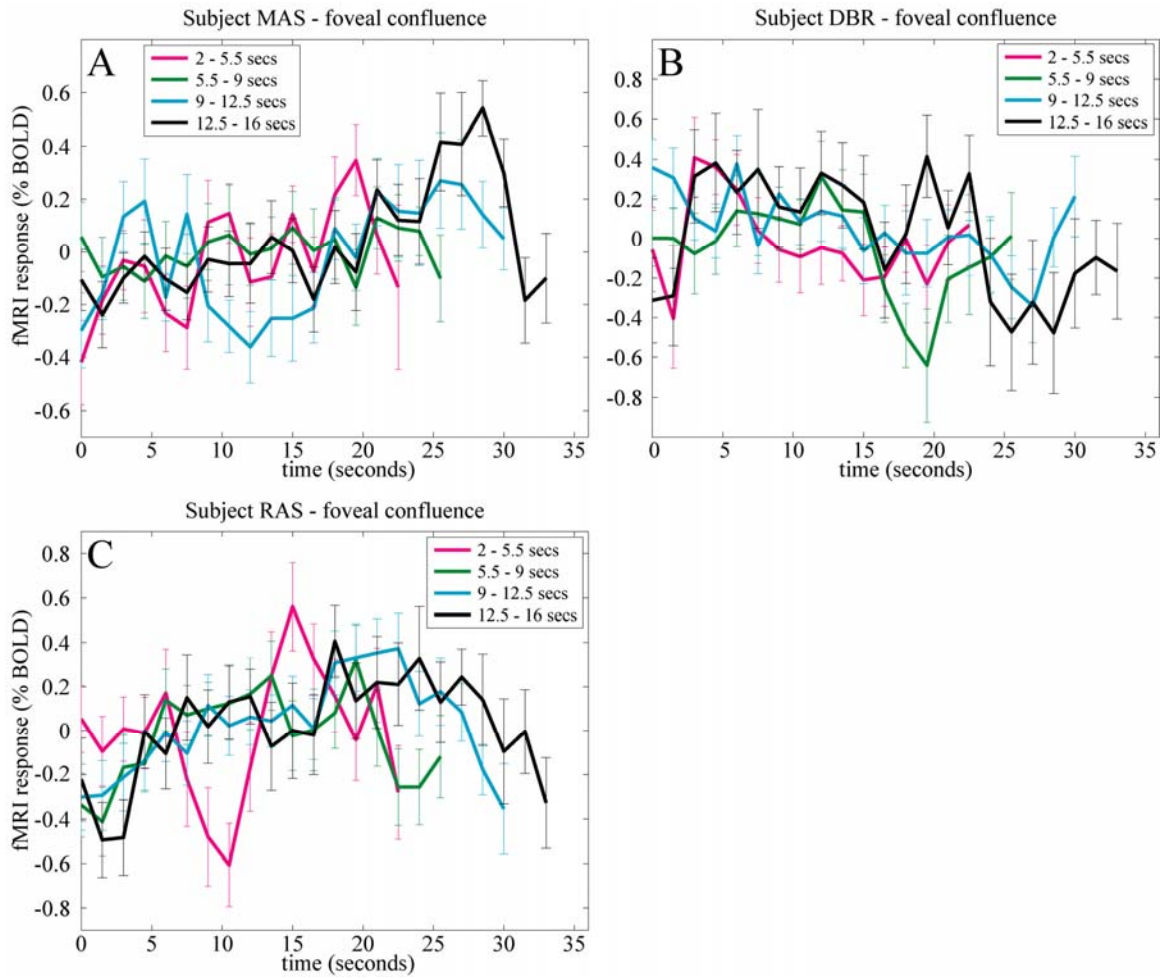 Subject MAS - foveal confluence
A
2 - 5.5 secs
5.5 - 9 secs
9 - 12.5 secs
12.5 - 16 secs
fMRI response (% BOLD)
0.6
0.4
0.2
0
-0.2
-0.4
-0.6
0 5 10 15 20 25 30 35
time (seconds)
Subject DBR - foveal confluence
B
2 - 5.5 secs
5.5 - 9 secs
9 - 12.5 secs
12.5 - 16 secs
fMRI response (% BOLD)
0.8
0.6
0.4
0.2
0
-0.2
-0.4
-0.6
-0.8
0 5 10 15 20 25 30 35
time (seconds)
Subject RAS - foveal confluence
C
2 - 5.5 secs
5.5 - 9 secs
9 - 12.5 secs
12.5 - 16 secs
fMRI response (% BOLD)
0.8
0.6
0.4
0.2
0
-0.2
-0.4
-0.6
-0.8
0 5 10 15 20 25 30 35
time (seconds)